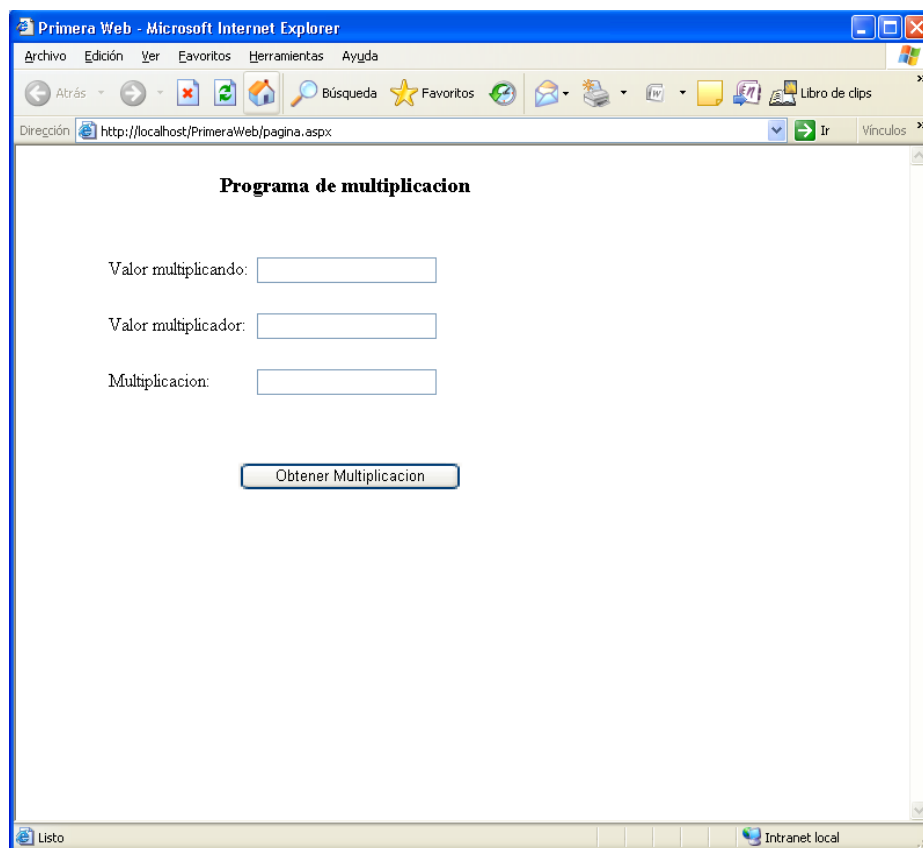 Primera Web - Microsoft Internet Explorer
Archivo Edición Ver Favoritos Herramientas Ayuda
Atrás Búsqueda Favoritos Libro de clips
Dirección http://localhost/PrimeraWeb/pagina.aspx Ir Vínculos
Programa de multiplicacion
Valor multiplicando:
Valor multiplicador:
Multiplicacion:
Obtener Multiplicacion
Listo Intranet local